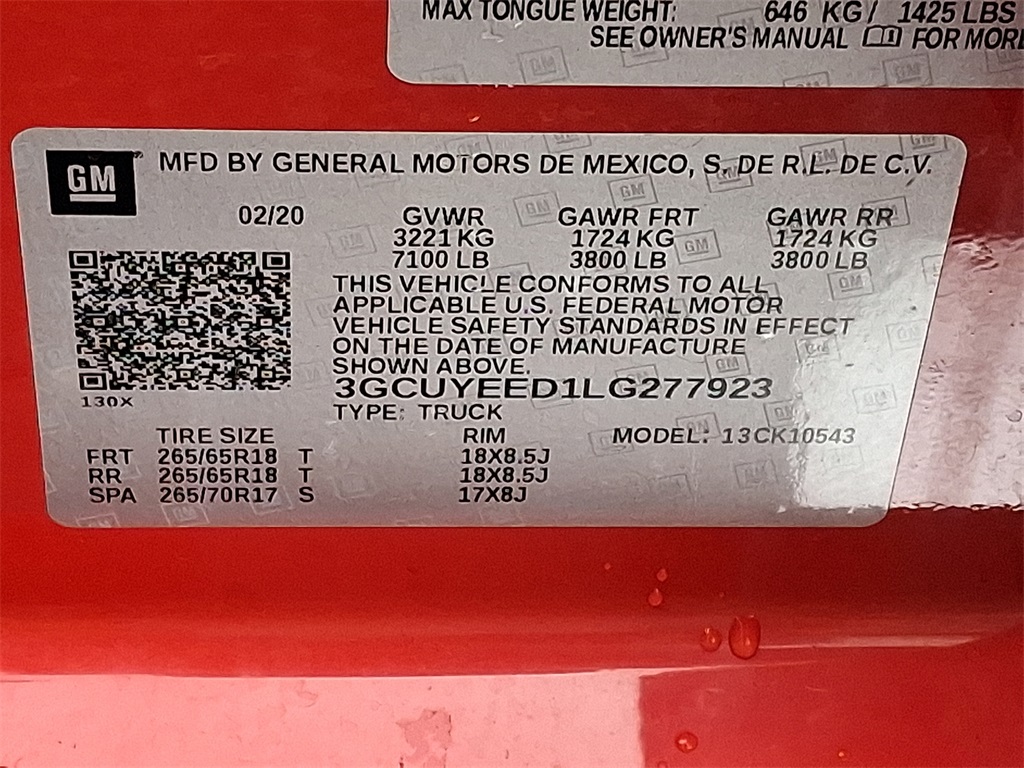 MAX TONGUE WEIGHT: 646 KG / 1425 LBS
SEE OWNER'S MANUAL FOR MORE
GM MFD BY GENERAL MOTORS DE MEXICO, S. DE R.L. DE C.V.
02/20 GVWR GAWR FRT GAWR RR
3221 KG 1724 KG 1724 KG
7100 LB 3800 LB 3800 LB
THIS VEHICLE CONFORMS TO ALL
APPLICABLE U.S. FEDERAL MOTOR
VEHICLE SAFETY STANDARDS IN EFFECT
ON THE DATE OF MANUFACTURE
SHOWN ABOVE.
3GCUYEED1LG277923
130X
TYPE: TRUCK
TIRE SIZE RIM MODEL: 13CK10543
FRT 265/65R18 T 18X8.5J
RR 265/65R18 T 18X8.5J
SPA 265/70R17 S 17X8J